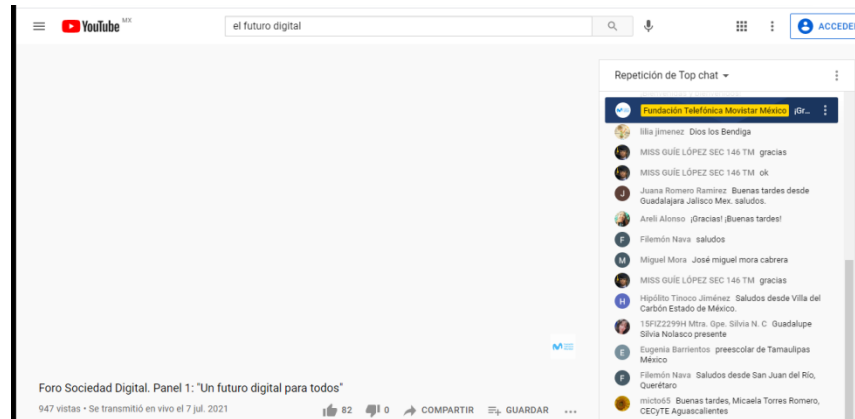 YouTube MX
el futuro digital
ACCEDER
Repetición de Top chat
Fundación Telefónica Movistar México ¡Gr...
lilia jimenez Dios los Bendiga
MISS GUÍE LÓPEZ SEC 146 TM gracias
MISS GUÍE LÓPEZ SEC 146 TM ok
Juana Romero Ramírez Buenas tardes desde
Guadalajara Jalisco Mex. saludos.
Areli Alonso ¡Gracias! ¡Buenas tardes!
Filemón Nava saludos
Miguel Mora José miguel mora cabrera
MISS GUÍE LÓPEZ SEC 146 TM gracias
Hipólito Tinoco Jiménez Saludos desde Villa del
Carbón Estado de México.
15FIZ2299H Mtra. Gpe. Silvia N. C Guadalupe
Silvia Nolasco presente
Eugenia Barrientos preescolar de Tamaulipas
México
Filemón Nava Saludos desde San Juan del Río,
Querétaro
micto65 Buenas tardes, Micaela Torres Romero,
CECyTE Aguascalientes
Foro Sociedad Digital. Panel 1: "Un futuro digital para todos"
947 vistas • Se transmitió en vivo el 7 jul. 2021
82 0 COMPARTIR GUARDAR ...